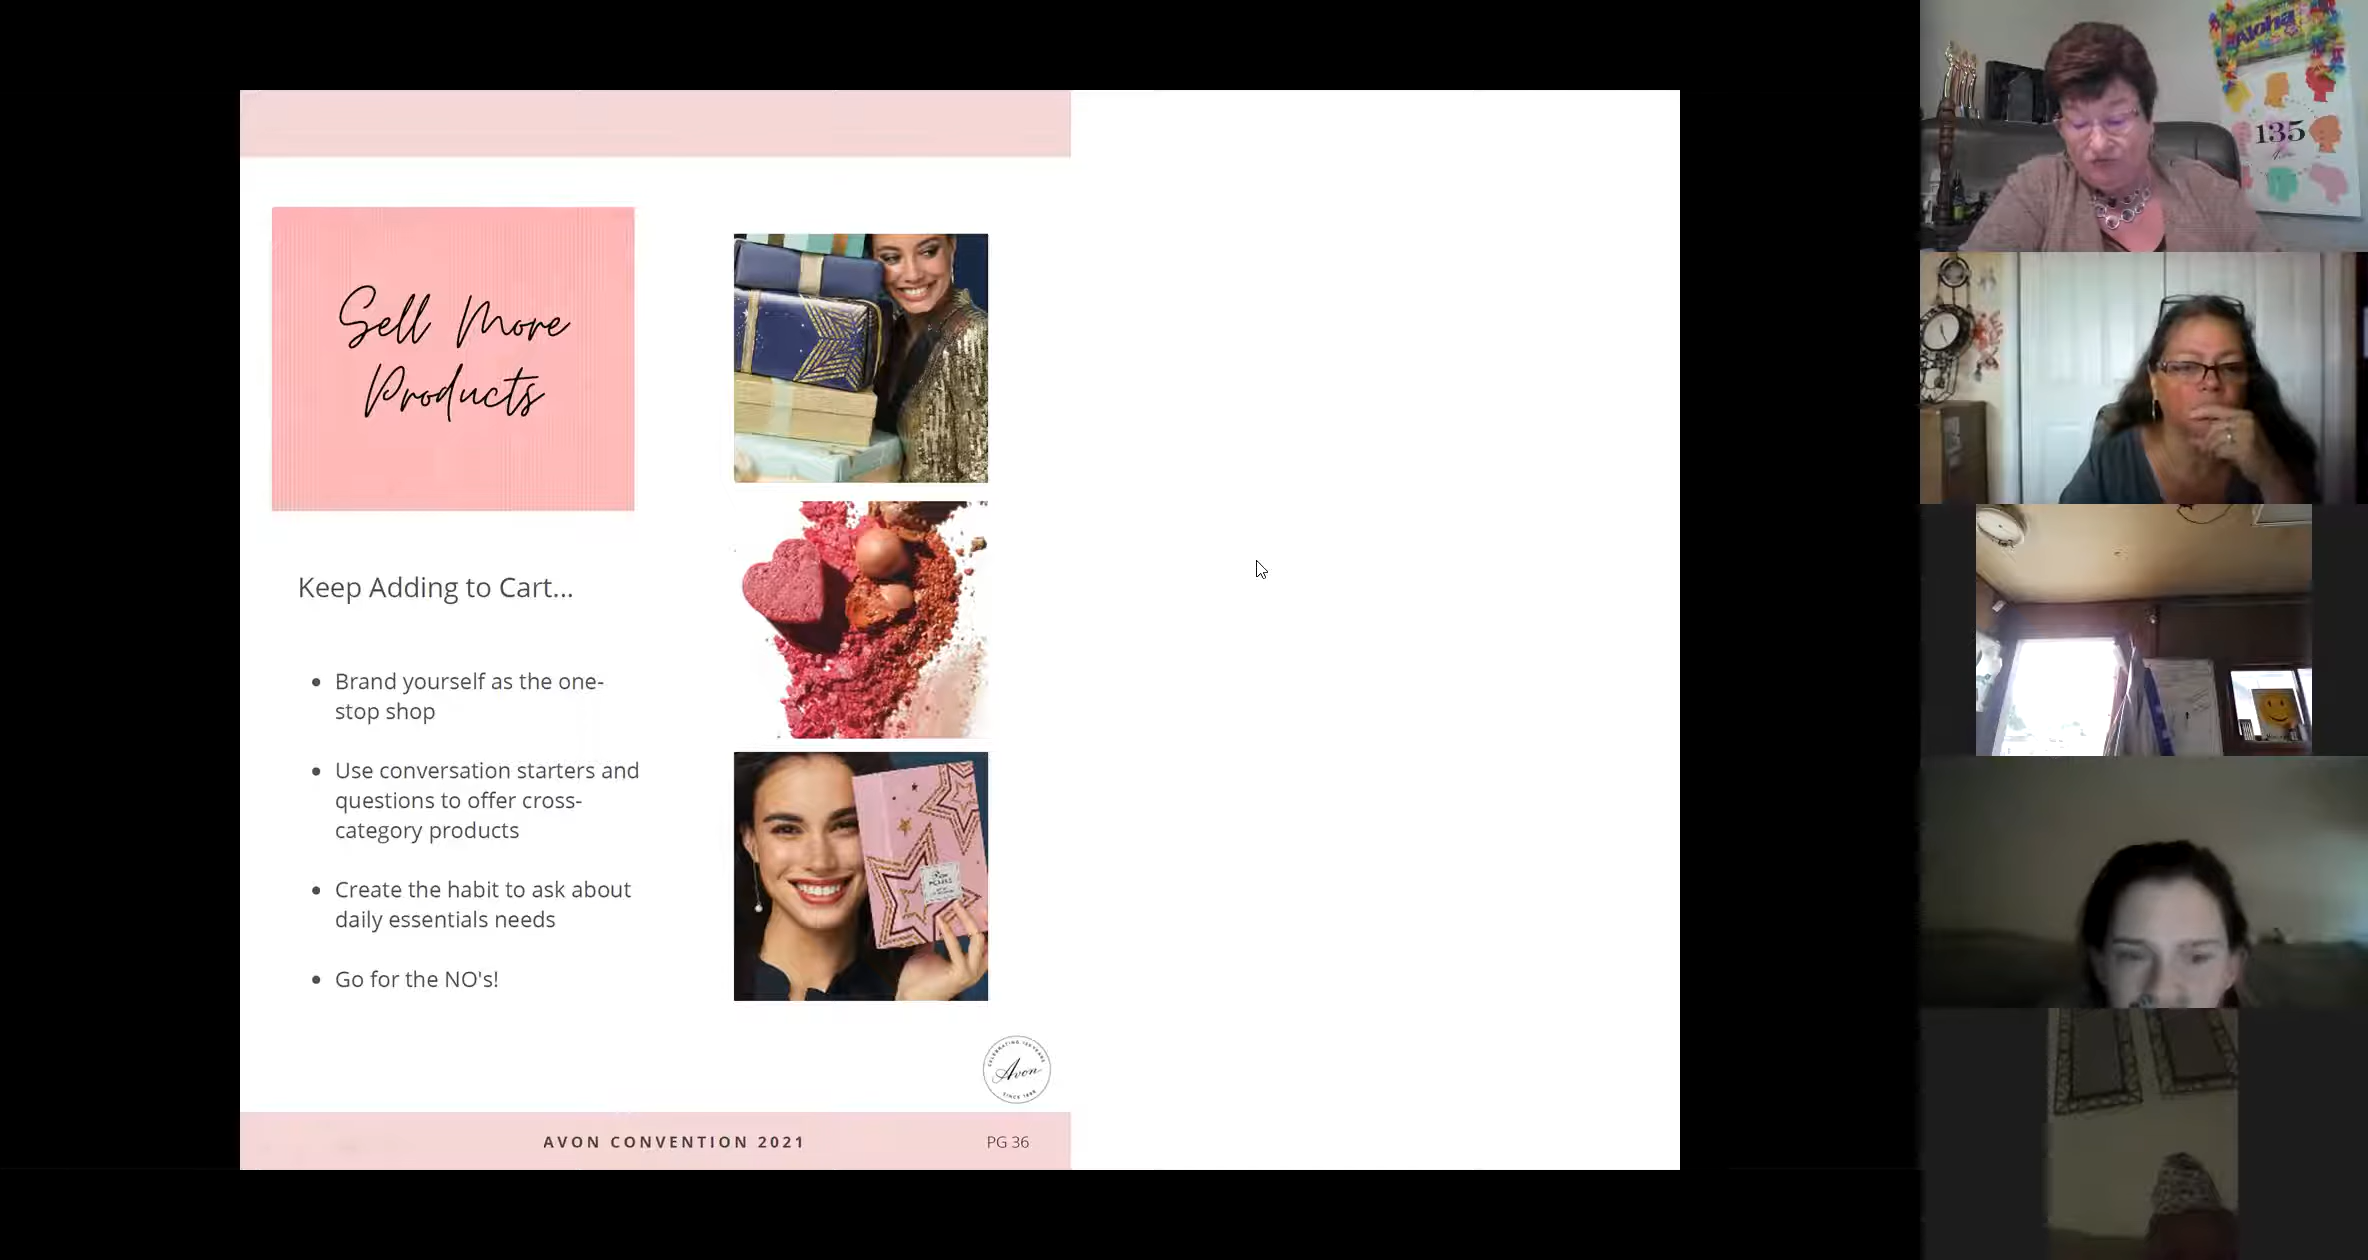 Sell More
Products
Keep Adding to Cart...
Brand yourself as the one-
stop shop
Use conversation starters and
questions to offer cross-
category products
Create the habit to ask about
daily essentials needs
Go for the NO's!
Avon
SINCE 1886
AVON CONVENTION 2021
PG 36
Aloha
135